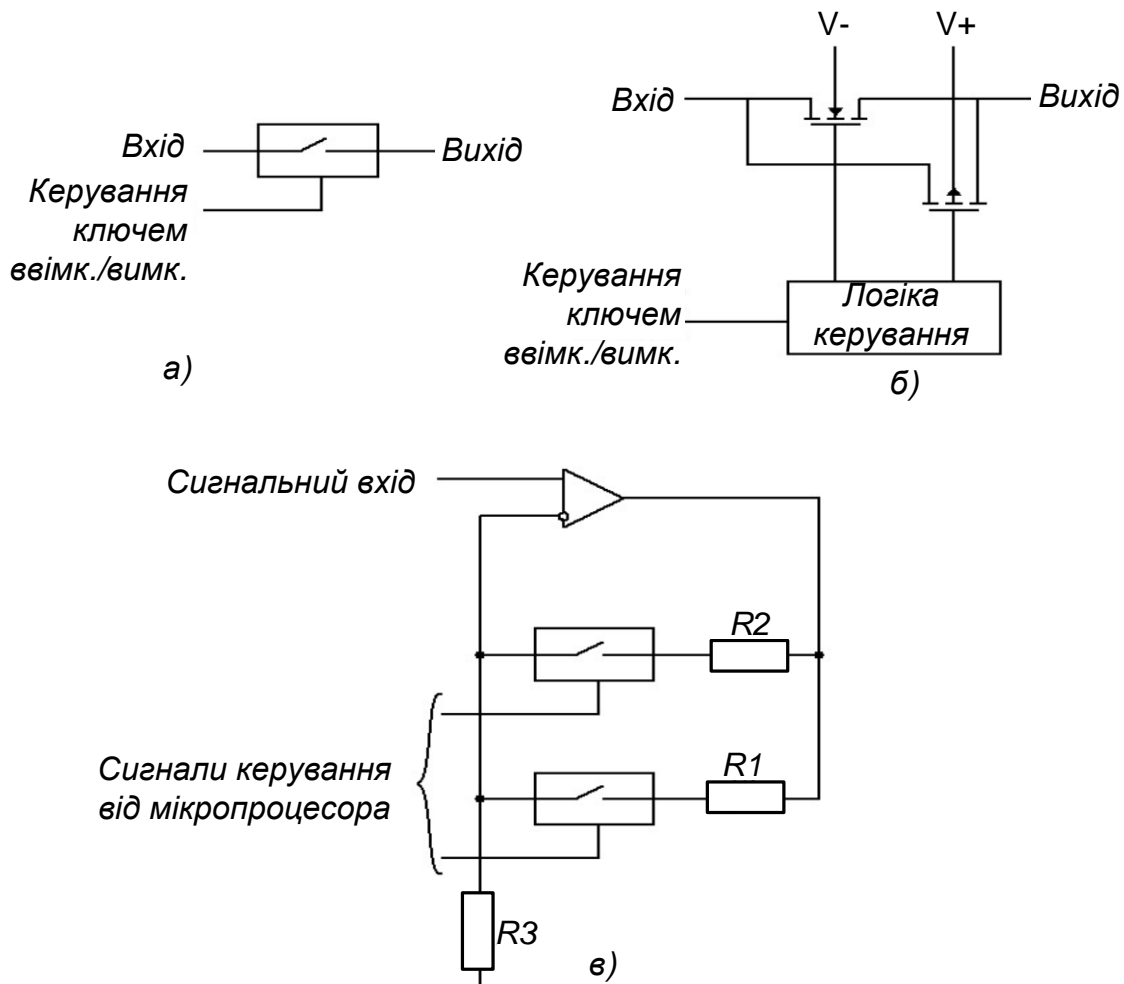 Вхід
Вихід
Керування
ключем
ввімк./вимк.
а)
V-
V+
Вхід
Вихід
Керування
ключем
ввімк./вимк.
Логіка
керування
б)
Сигнальний вхід
R2
Сигнали керування
від мікропроцесора
R1
R3
в)